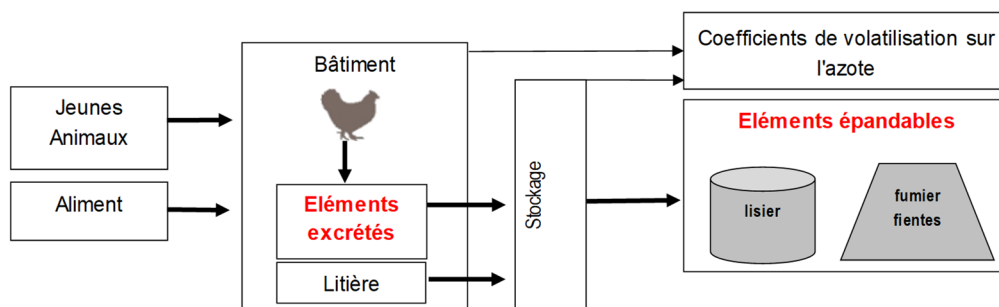 Jeunes
Animaux
Aliment
Bâtiment
Eléments
excrétés
Litière
Stockage
Coefficients de volatilisation sur
l'azote
Eléments épandables
lisier
fumier
fientes